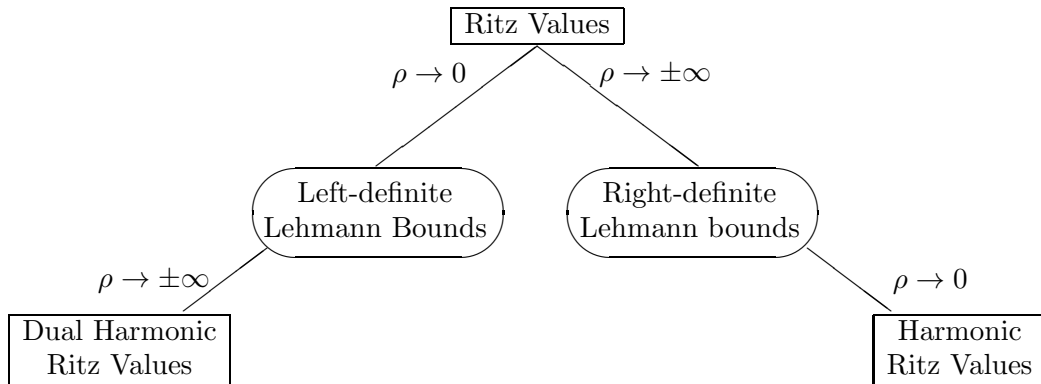 Ritz Values
ρ → 0
ρ → ±∞
Left-definite
Lehmann Bounds
Right-definite
Lehmann bounds
ρ → ±∞
ρ → 0
Dual Harmonic
Ritz Values
Harmonic
Ritz Values